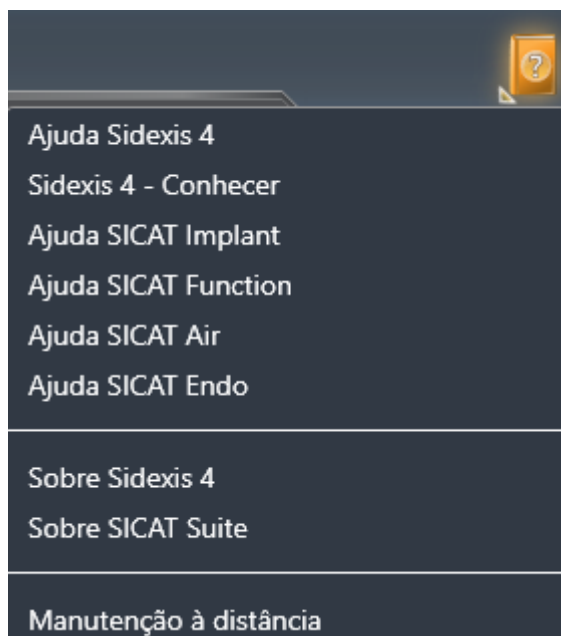 ?
Ajuda Sidexis 4
Sidexis 4 - Conhecer
Ajuda SICAT Implant
Ajuda SICAT Function
Ajuda SICAT Air
Ajuda SICAT Endo
Sobre Sidexis 4
Sobre SICAT Suite
Manutenção à distância